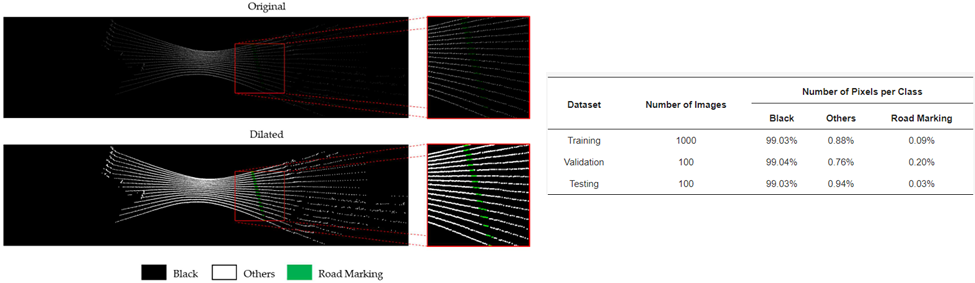 Original
Dilated
Black Others Road Marking
Number of Pixels per Class
Dataset Number of Images
Black Others Road Marking
Training 1000 99.03% 0.88% 0.09%
Validation 100 99.04% 0.76% 0.20%
Testing 100 99.03% 0.94% 0.03%